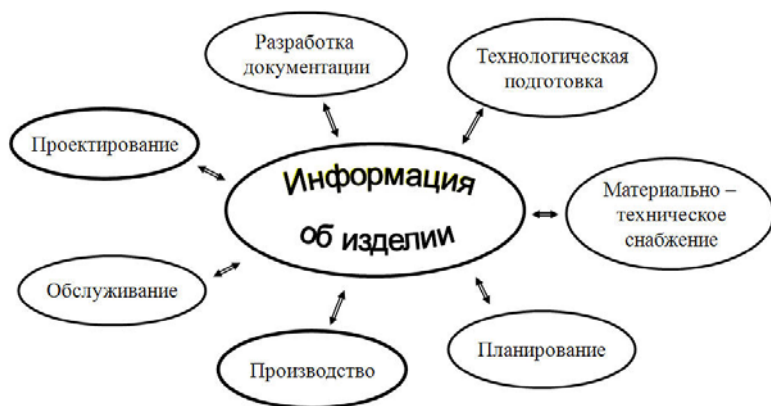 Разработка
документации
Технологическая
подготовка
Проектирование
Информация
об изделии
Материально –
техническое
снабжение
Обслуживание
Производство
Планирование